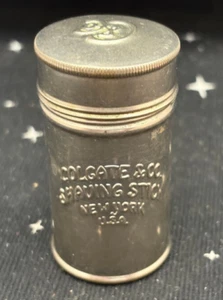 COLGATE & CO.
SHAVING STICK
NEW YORK
U.S.A.